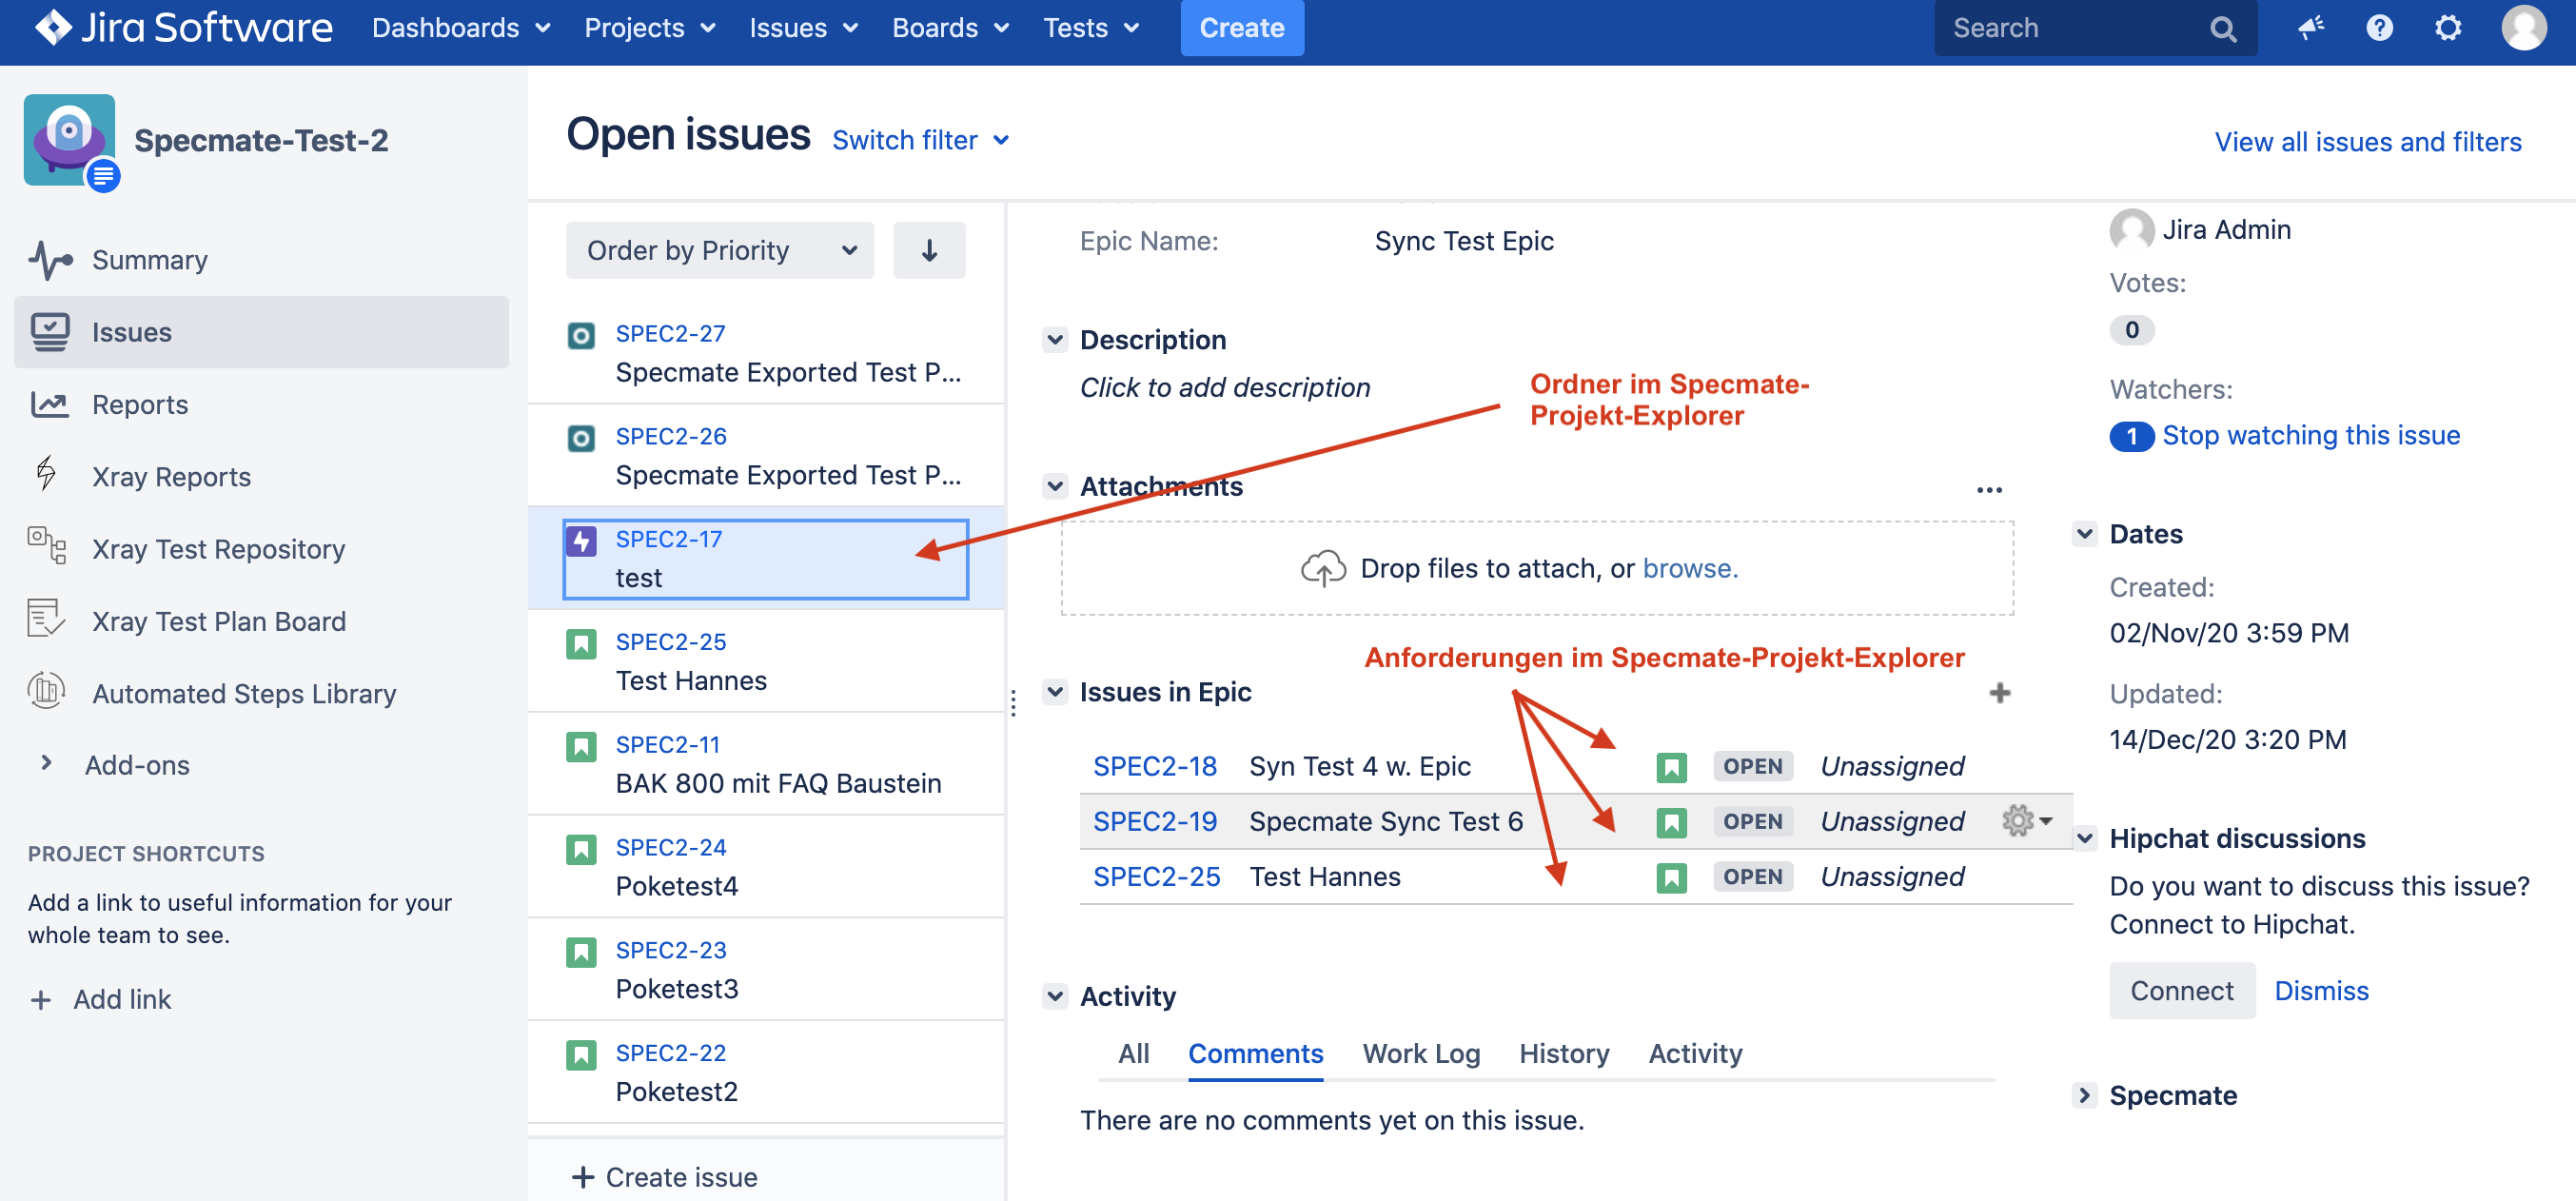 Jira Software Dashboards Projects Issues Boards Tests Create Search
Specmate-Test-2
Summary
Issues
Reports
Xray Reports
Xray Test Repository
Xray Test Plan Board
Automated Steps Library
Add-ons
PROJECT SHORTCUTS
Add a link to useful information for your
whole team to see.
+ Add link
Open issues Switch filter
View all issues and filters
Order by Priority
SPEC2-27
Specmate Exported Test P...
SPEC2-26
Specmate Exported Test P...
SPEC2-17
test
SPEC2-25
Test Hannes
SPEC2-11
BAK 800 mit FAQ Baustein
SPEC2-24
Poketest4
SPEC2-23
Poketest3
SPEC2-22
Poketest2
+ Create issue
Epic Name: Sync Test Epic
Description
Click to add description
Ordner im Specmate-
Projekt-Explorer
Attachments
Drop files to attach, or browse.
Anforderungen im Specmate-Projekt-Explorer
Issues in Epic
SPEC2-18 Syn Test 4 w. Epic OPEN Unassigned
SPEC2-19 Specmate Sync Test 6 OPEN Unassigned
SPEC2-25 Test Hannes OPEN Unassigned
Activity
All Comments Work Log History Activity
There are no comments yet on this issue.
Jira Admin
Votes:
0
Watchers:
1 Stop watching this issue
Dates
Created:
02/Nov/20 3:59 PM
Updated:
14/Dec/20 3:20 PM
Hipchat discussions
Do you want to discuss this issue?
Connect to Hipchat.
Connect Dismiss
Specmate